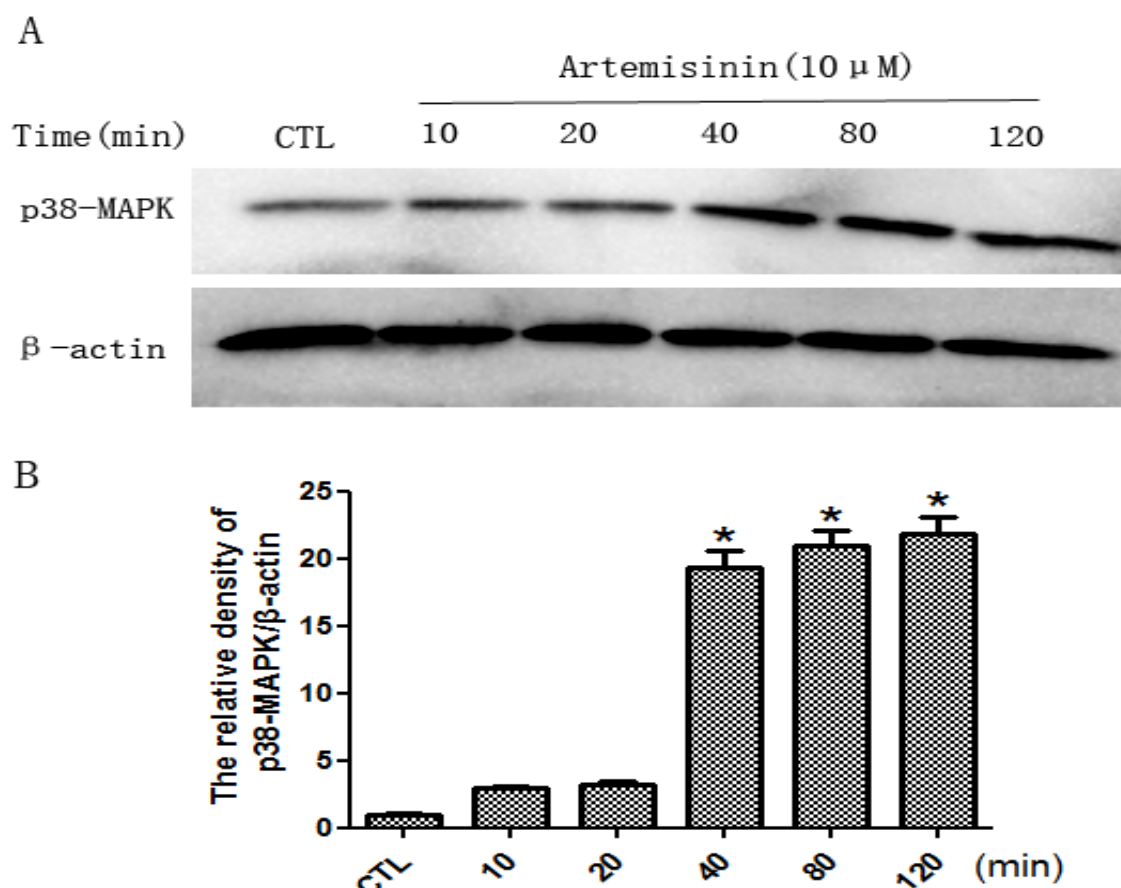 A
Artemisinin(10 μM)
Time(min) CTL 10 20 40 80 120
p38-MAPK
β-actin
B
The relative density of
p38-MAPK/β-actin
25
20
15
10
5
0
* * *
CTL 10 20 40 80 120 (min)